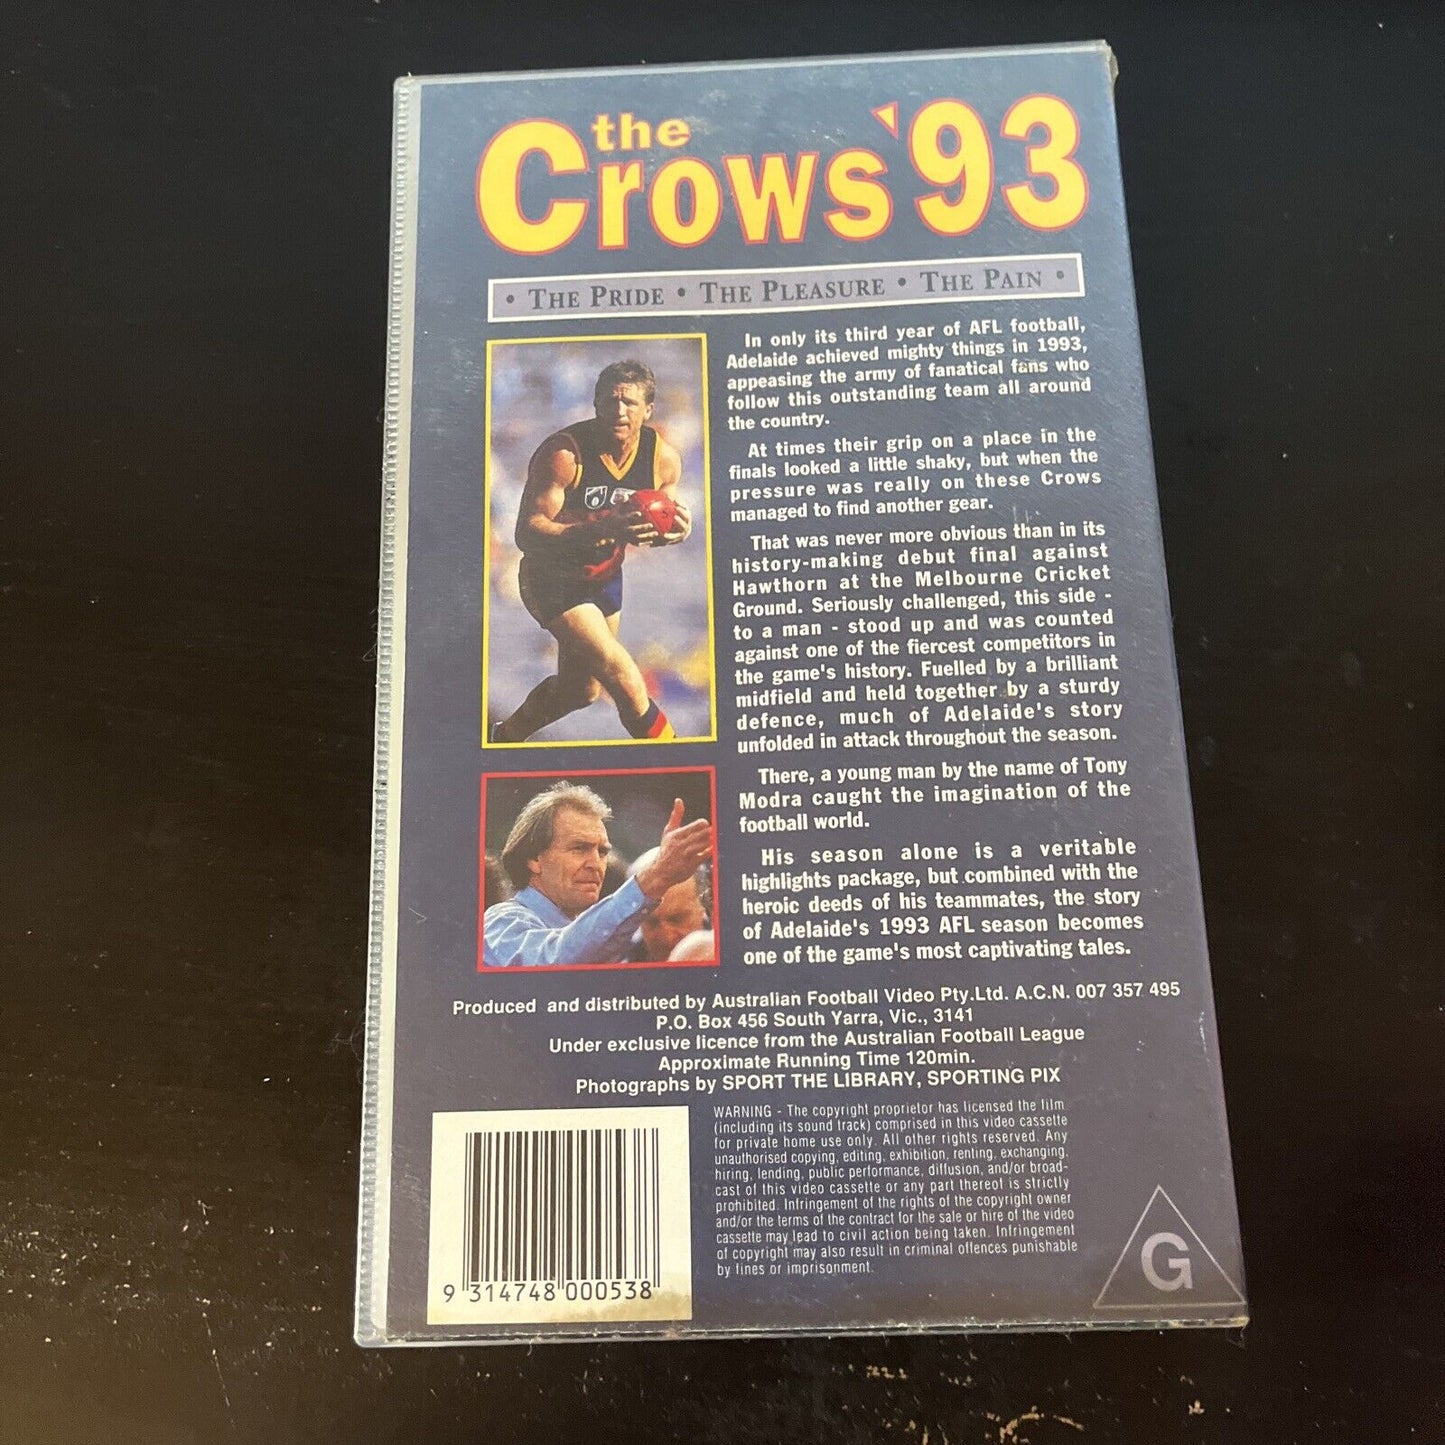 the
Crows '93
• The Pride • The Pleasure • The Pain •
In only its third year of AFL football,
Adelaide achieved mighty things in 1993,
appeasing the army of fanatical fans who
follow this outstanding team all around
the country.
At times their grip on a place in the
finals looked a little shaky, but when the
pressure was really on these Crows
managed to find another gear.
That was never more obvious than in its
history-making debut final against
Hawthorn at the Melbourne Cricket
Ground. Seriously challenged, this side -
to a man - stood up and was counted
against one of the fiercest competitors in
the game's history. Fuelled by a brilliant
midfield and held together by a sturdy
defence, much of Adelaide's story
unfolded in attack throughout the season.
There, a young man by the name of Tony
Modra caught the imagination of the
football world.
His season alone is a veritable
highlights package, but combined with the
heroic deeds of his teammates, the story
of Adelaide's 1993 AFL season becomes
one of the game's most captivating tales.
Produced and distributed by Australian Football Video Pty.Ltd. A.C.N. 007 357 495
P.O. Box 456 South Yarra, Vic., 3141
Under exclusive licence from the Australian Football League
Approximate Running Time 120min.
Photographs by SPORT THE LIBRARY, SPORTING PIX
WARNING - The copyright proprietor has licensed the film
(including its sound track) comprised in this video cassette
for private home use only. All other rights reserved. Any
unauthorised copying, editing, exhibition, renting, exchanging,
hiring, lending, public performance, diffusion, and/or broad-
cast of this video cassette or any part thereof is strictly
prohibited. Infringement of the rights of the copyright owner
and/or the terms of the contract for the sale or hire of the video
cassette may lead to civil action being taken. Infringement
of copyright may also result in criminal offences punishable
by fines or imprisonment.
9 314748 000538
G